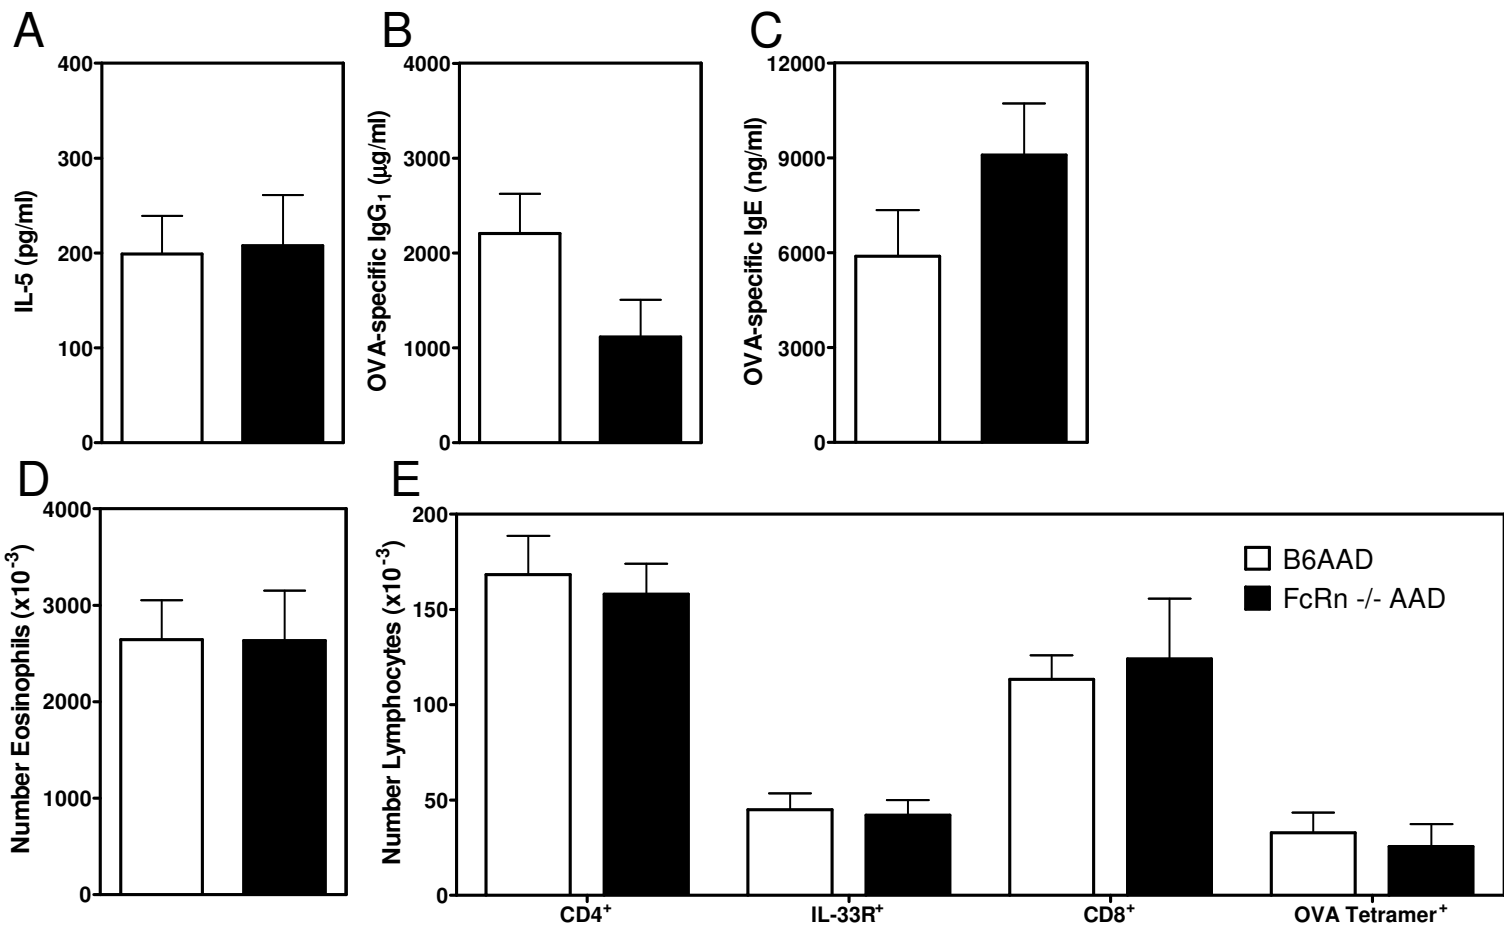 A
IL-5 (pg/ml)
400
300
200
100
0
B
OVA-specific IgG₁ (µg/ml)
4000
3000
2000
1000
0
C
OVA-specific IgE (ng/ml)
12000
9000
6000
3000
0
D
Number Eosinophils (x10⁻³)
4000
3000
2000
1000
0
E
Number Lymphocytes (x10⁻³)
200
150
100
50
0
B6AAD
FcRn -/- AAD
CD4⁺
IL-33R⁺
CD8⁺
OVA Tetramer⁺